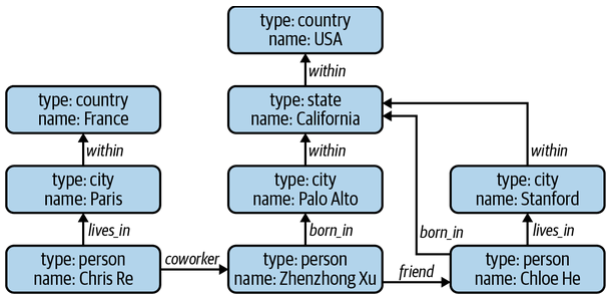 type: country
name: USA
within
type: country
name: France
type: state
name: California
within
within
within
type: city
name: Paris
type: city
name: Palo Alto
type: city
name: Stanford
lives_in
born_in
born_in
lives_in
type: person
name: Chris Re
coworker
type: person
name: Zhenzhong Xu
friend
type: person
name: Chloe He